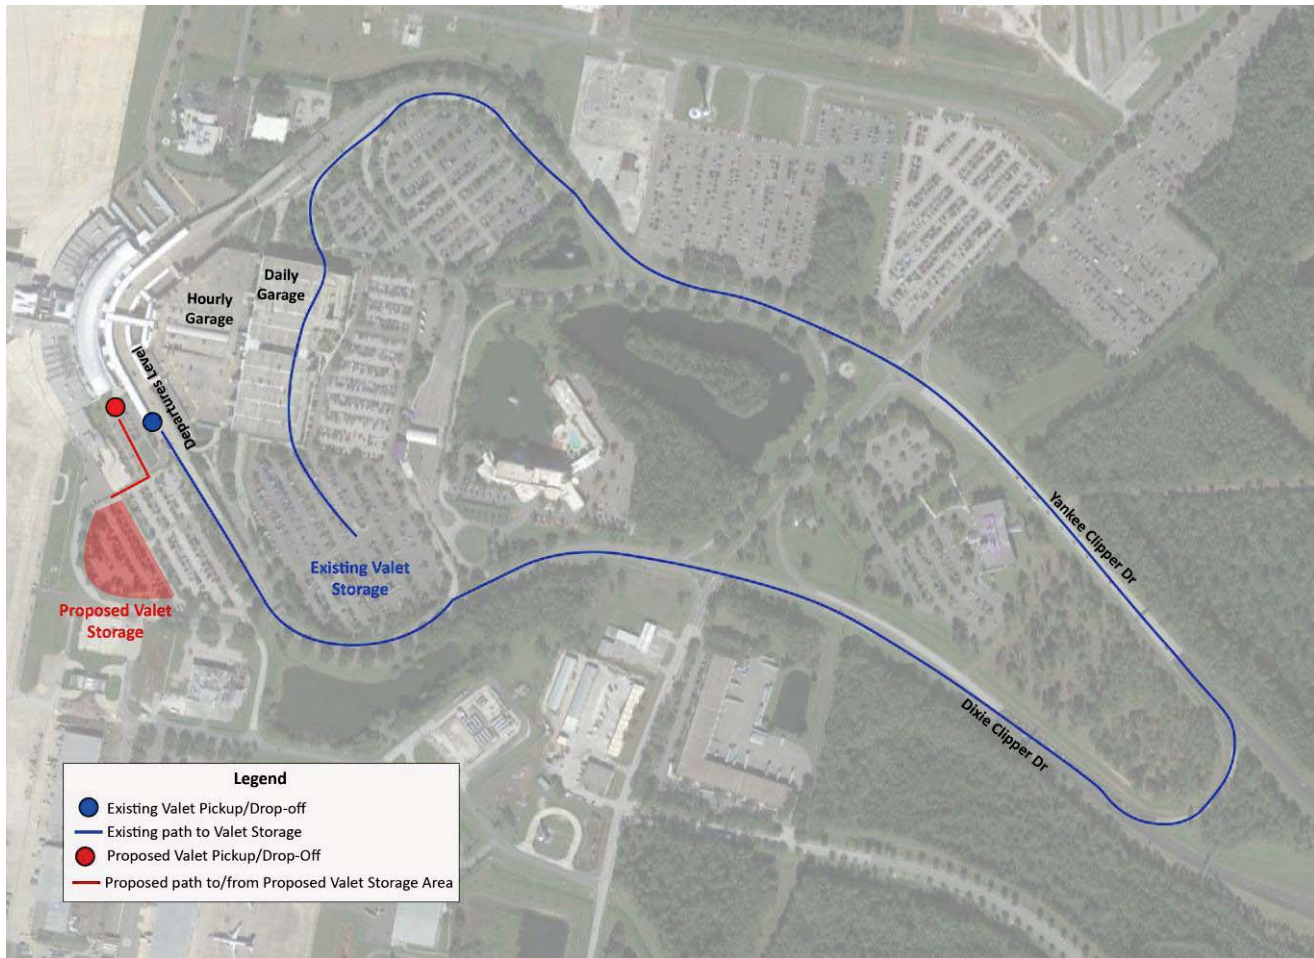 Daily
Garage
Hourly
Garage
Departures Level
Existing Valet
Storage
Proposed Valet
Storage
Yankee Clipper Dr
Dixie Clipper Dr
Legend
Existing Valet Pickup/Drop-off
Existing path to Valet Storage
Proposed Valet Pickup/Drop-Off
Proposed path to/from Proposed Valet Storage Area